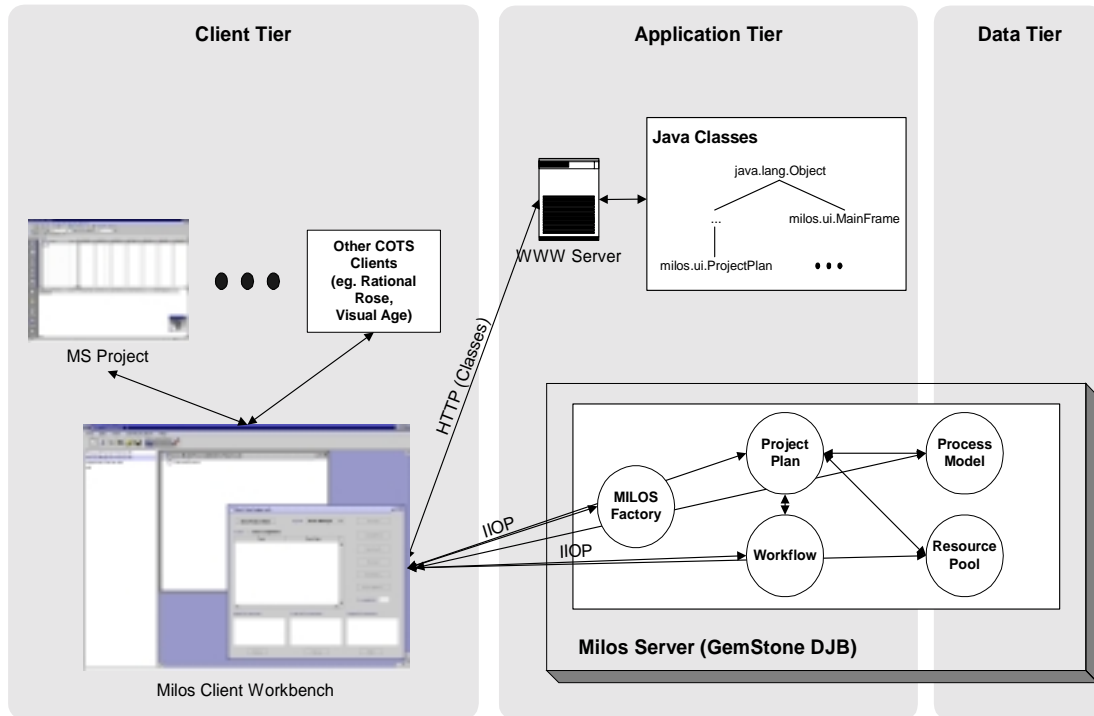 Client Tier
Application Tier
Data Tier
Java Classes
java.lang.Object
...
milos.ui.MainFrame
milos.ui.ProjectPlan
WWW Server
Other COTS
Clients
(eg. Rational
Rose,
Visual Age)
MS Project
HTTP (Classes)
Project
Plan
Process
Model
MILOS
Factory
IIOP
IIOP
Workflow
Resource
Pool
Milos Server (GemStone DJB)
Milos Client Workbench